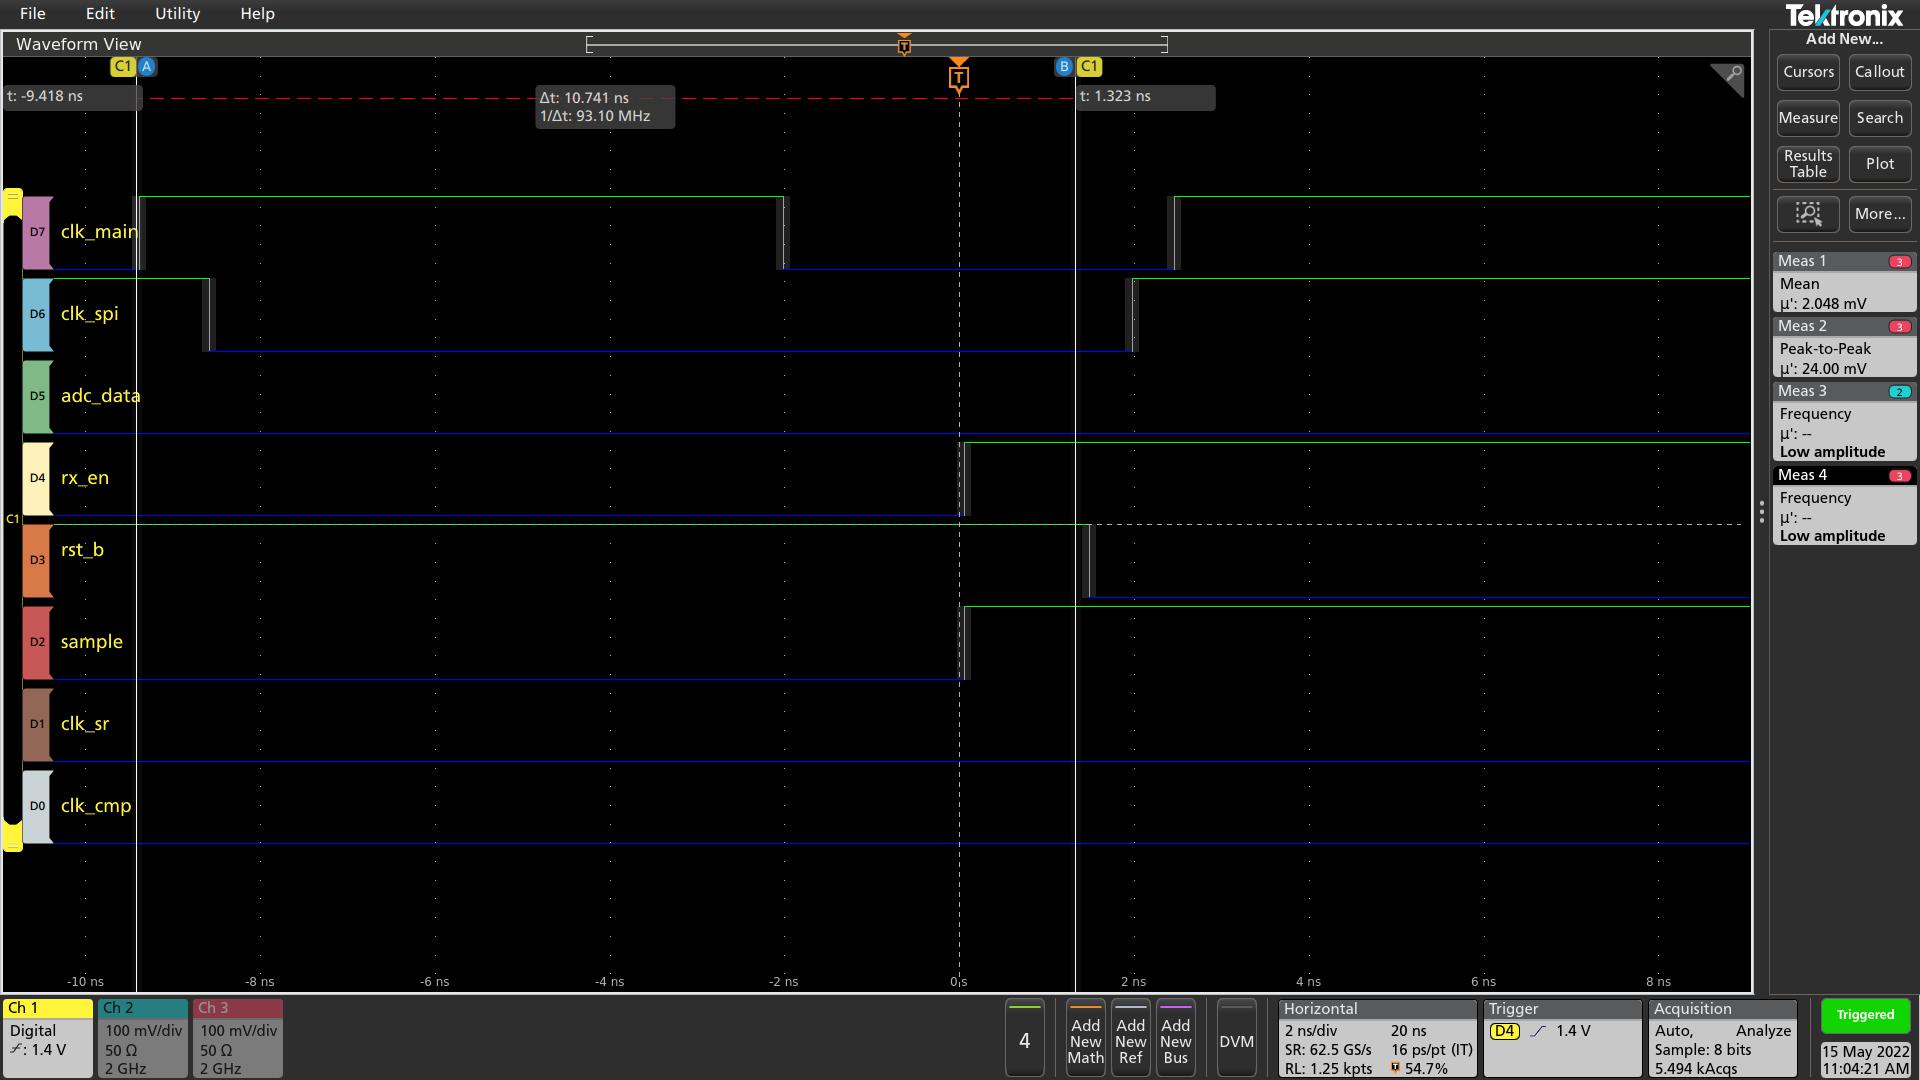 File Edit Utility Help
Tektronix
Waveform View
Add New...
C1 A
T
T
B C1
Cursors Callout
t: -9.418 ns
Δt: 10.741 ns
1/Δt: 93.10 MHz
t: 1.323 ns
Measure Search
Results
Table
Plot
More...
D7 clk_main
D6 clk_spi
D5 adc_data
D4 rx_en
C1
D3 rst_b
D2 sample
D1 clk_sr
D0 clk_cmp
Meas 1 3
Mean
μ': 2.048 mV
Meas 2 3
Peak-to-Peak
μ': 24.00 mV
Meas 3 2
Frequency
μ': --
Low amplitude
Meas 4 3
Frequency
μ': --
Low amplitude
-10 ns -8 ns -6 ns -4 ns -2 ns 0s 2 ns 4 ns 6 ns 8 ns
Ch 1
Digital
: 1.4 V
Ch 2
100 mV/div
50 Ω
2 GHz
Ch 3
100 mV/div
50 Ω
2 GHz
4
Add
New
Math
Add
New
Ref
Add
New
Bus
DVM
Horizontal
2 ns/div 20 ns
SR: 62.5 GS/s 16 ps/pt (IT)
RL: 1.25 kpts 54.7%
Trigger
D4 1.4 V
Acquisition
Auto, Analyze
Sample: 8 bits
5.494 kAcqs
Triggered
15 May 2022
11:04:21 AM